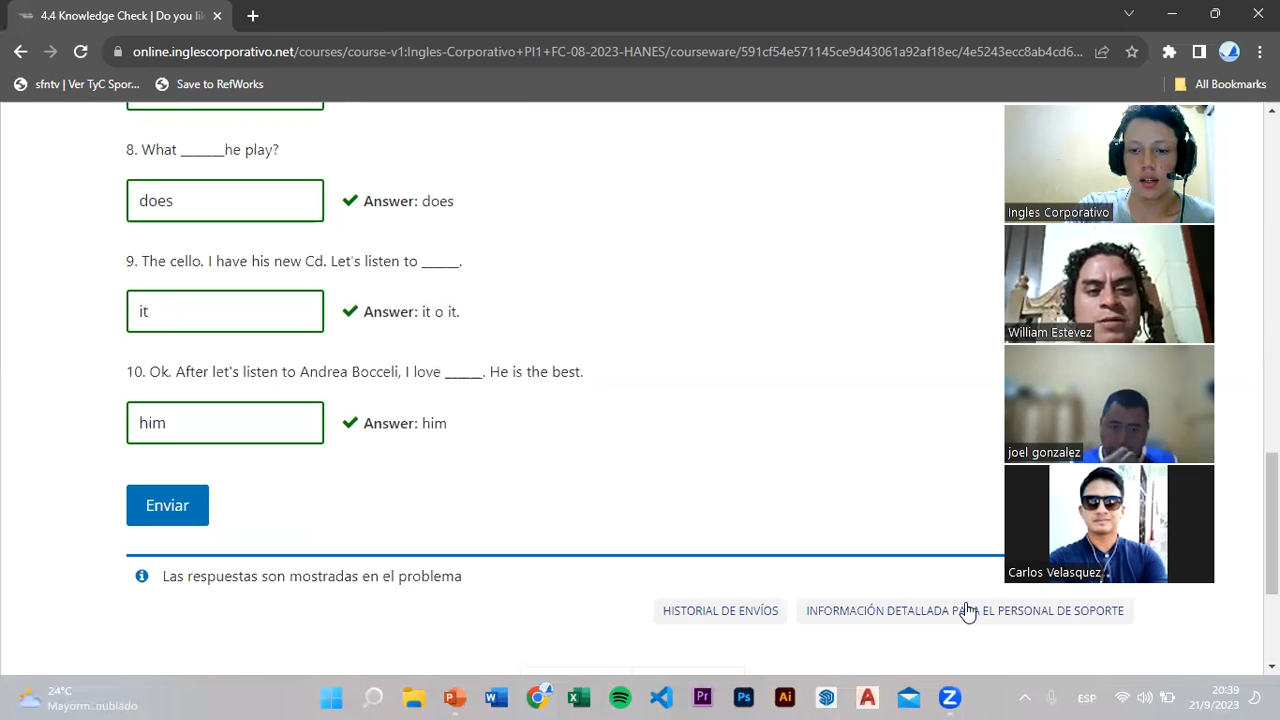 4.4 Knowledge Check | Do you li
online.inglescorporativo.net/courses/course-v1:Ingles-Corporativo+PI1+FC-08-2023-HANES/courseware/591cf54e571145ce9d43061a92af18ec/4e5243ecc8ab4cd6...
sfntv | Ver TyC Spor...
Save to RefWorks
All Bookmarks
8. What _______he play?
does
Answer: does
9. The cello. I have his new Cd. Let's listen to ______.
it
Answer: it o it.
10. Ok. After let's listen to Andrea Bocceli, I love ______. He is the best.
him
Answer: him
Enviar
Las respuestas son mostradas en el problema
HISTORIAL DE ENVÍOS
INFORMACIÓN DETALLADA PARA EL PERSONAL DE SOPORTE
Ingles Corporativo
William Estevez
joel gonzalez
Carlos Velasquez
24°C
Mayorm. nublado
ESP
20:39
21/9/2023